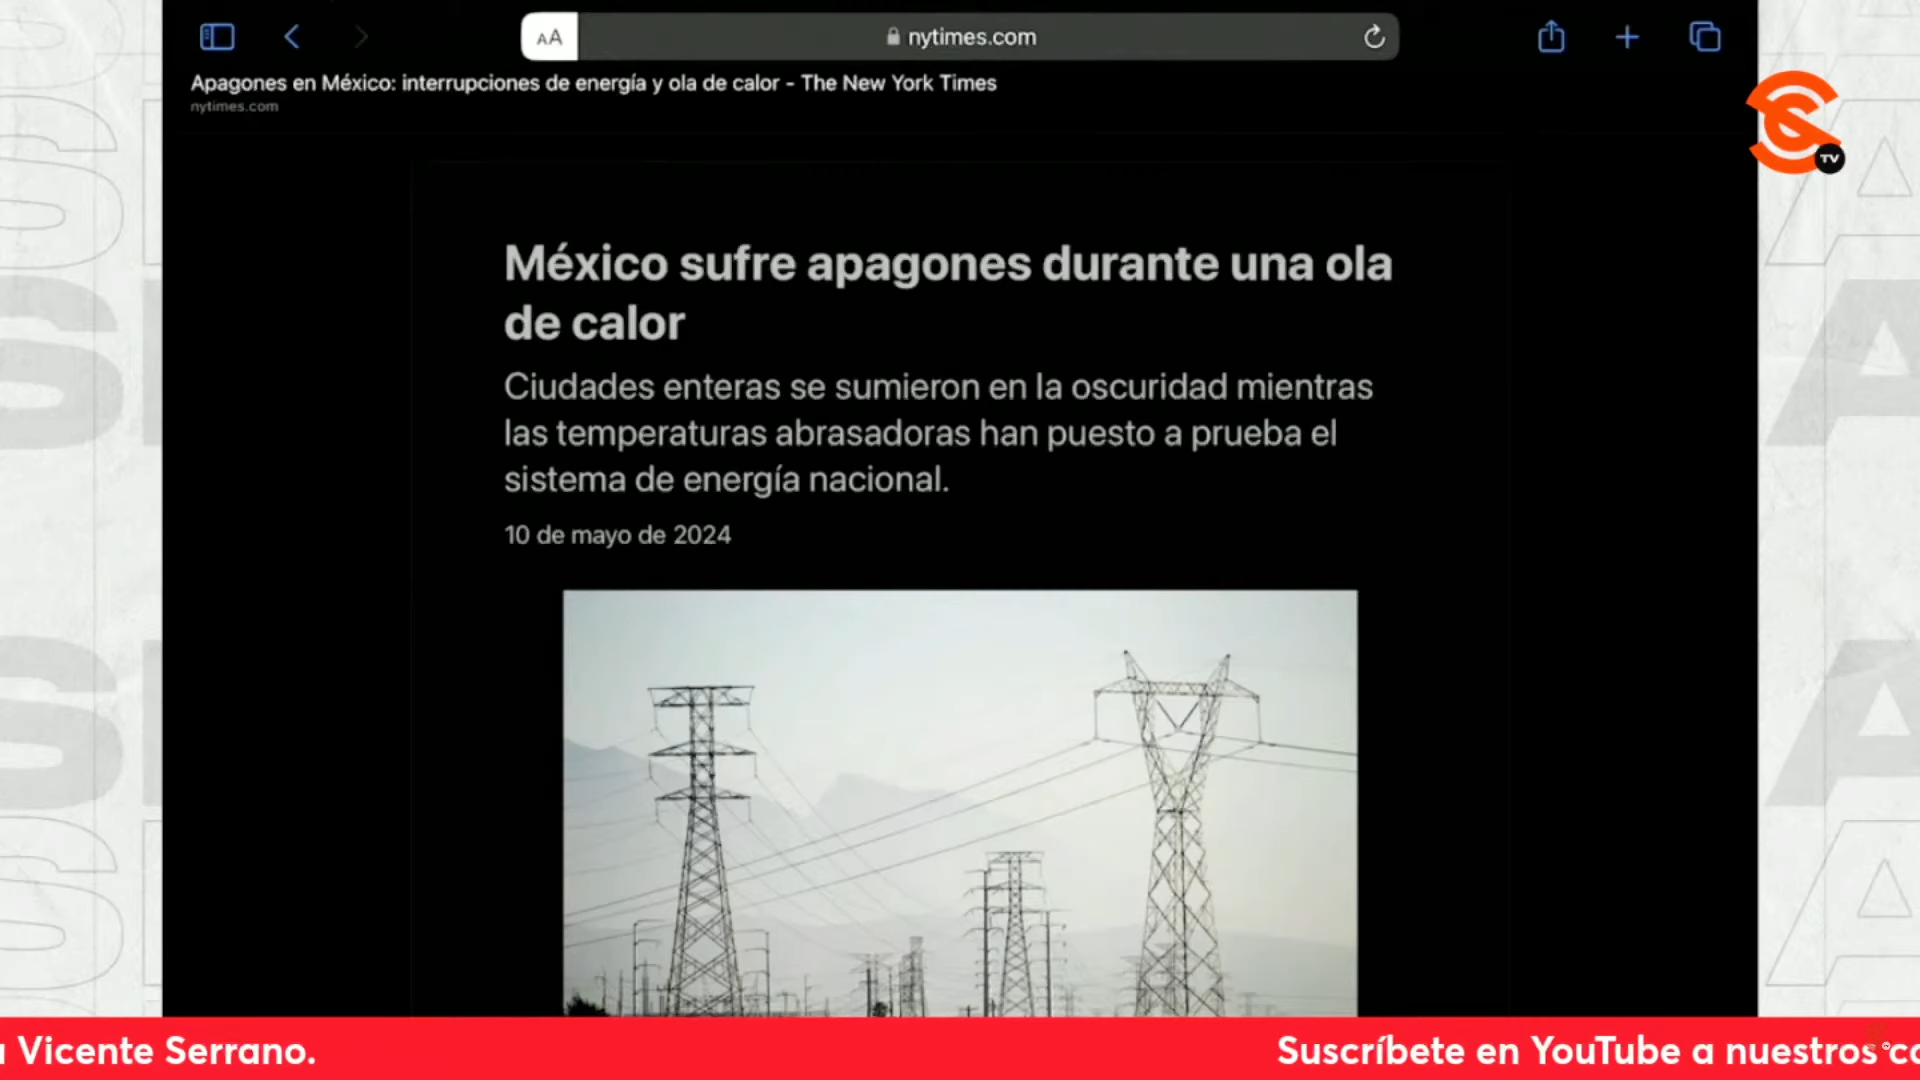 AA
nytimes.com
Apagones en México: interrupciones de energía y ola de calor - The New York Times
nytimes.com
TV
México sufre apagones durante una ola
de calor
Ciudades enteras se sumieron en la oscuridad mientras
las temperaturas abrasadoras han puesto a prueba el
sistema de energía nacional.
10 de mayo de 2024
Vicente Serrano.
Suscríbete en YouTube a nuestros